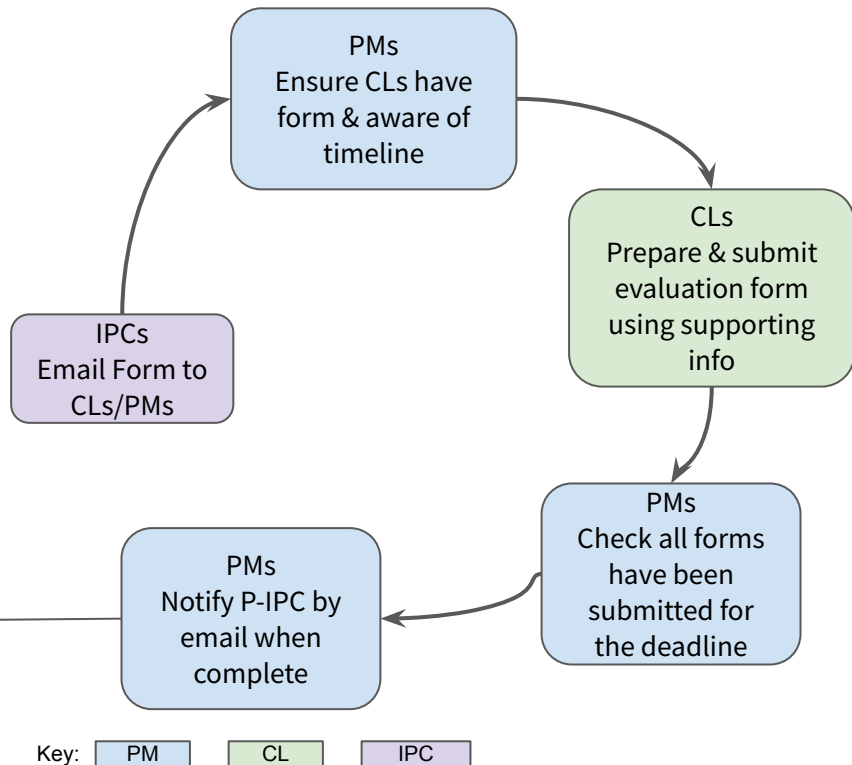 PMs
Ensure CLs have
form & aware of
timeline
CLs
Prepare & submit
evaluation form
using supporting
info
IPCs
Email Form to
CLs/PMs
PMs
Check all forms
have been
submitted for
the deadline
PMs
Notify P-IPC by
email when
complete
Key: PM CL IPC